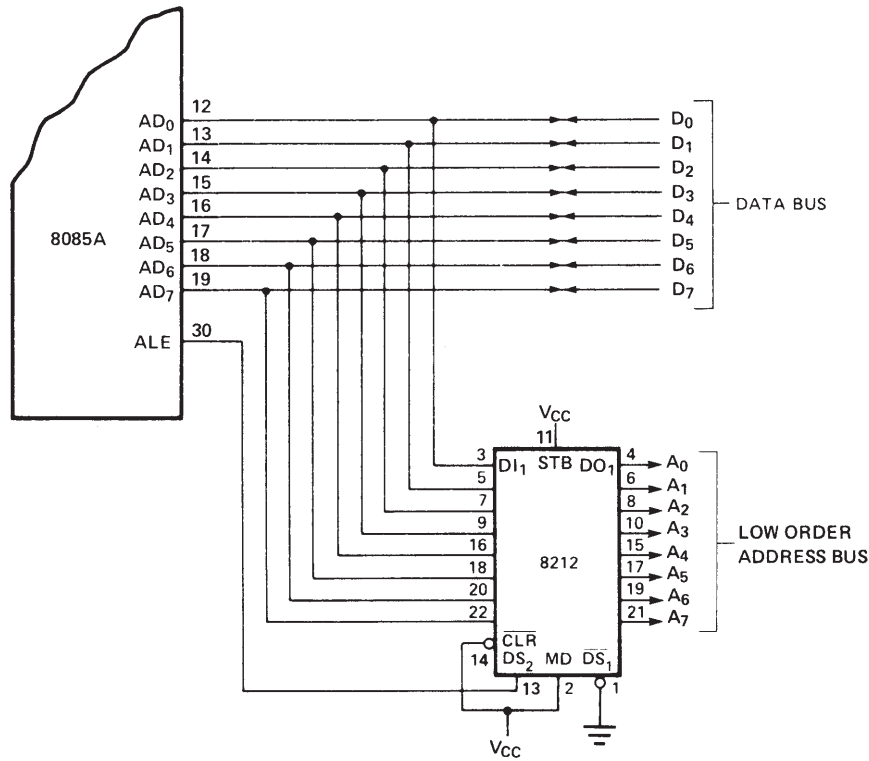 12
AD₀ D₀
13
AD₁ D₁
14
AD₂ D₂
15
AD₃ D₃
16
AD₄ D₄
DATA BUS
17
8085A AD₅ D₅
18
AD₆ D₆
19
AD₇ D₇
30
ALE
VCC
11
3 DI₁ STB DO₁ 4 A₀
5 6 A₁
7 8 A₂
9 10 A₃
16 15 A₄
18 17 A₅
20 19 A₆
22 21 A₇
8212
LOW ORDER
ADDRESS BUS
C̅L̅R̅
14 DS₂ MD D̅S̅₁
13 2 1
VCC